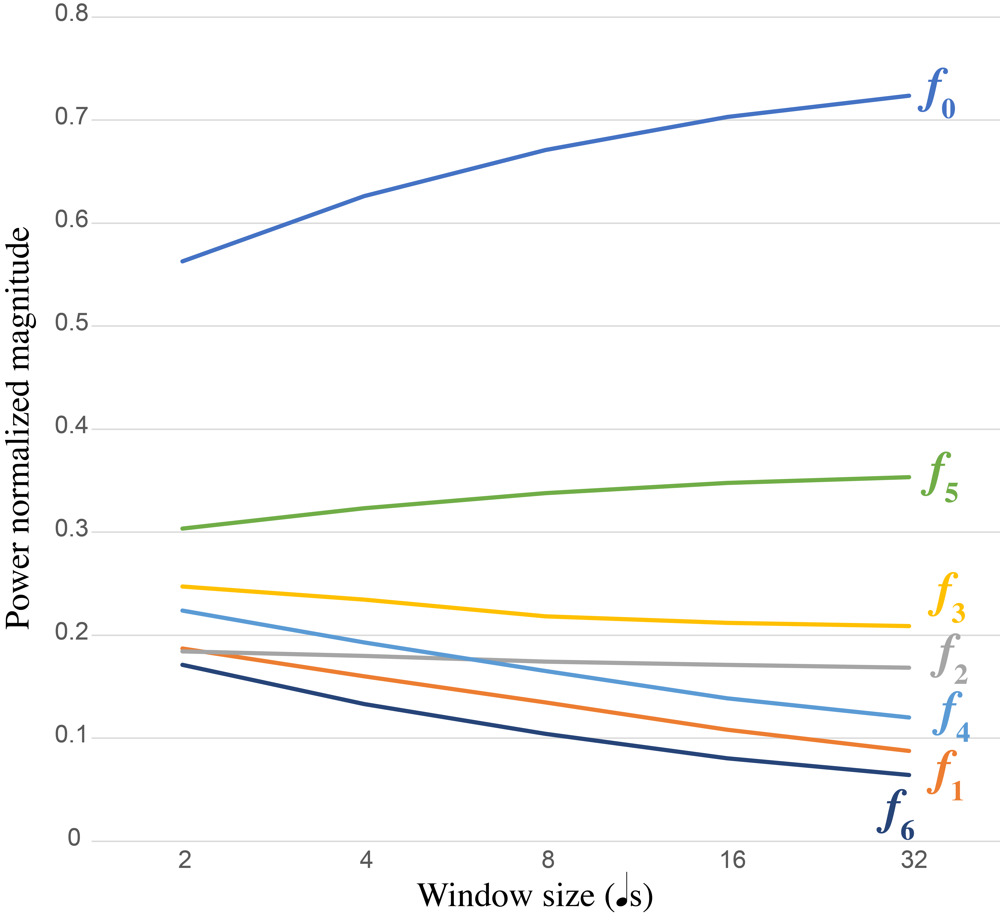 0.8
0.7
0.6
0.5
0.4
0.3
0.2
0.1
0
Power normalized magnitude
f0
f5
f3
f2
f4
f1
f6
2 4 8 16 32
Window size (♩s)